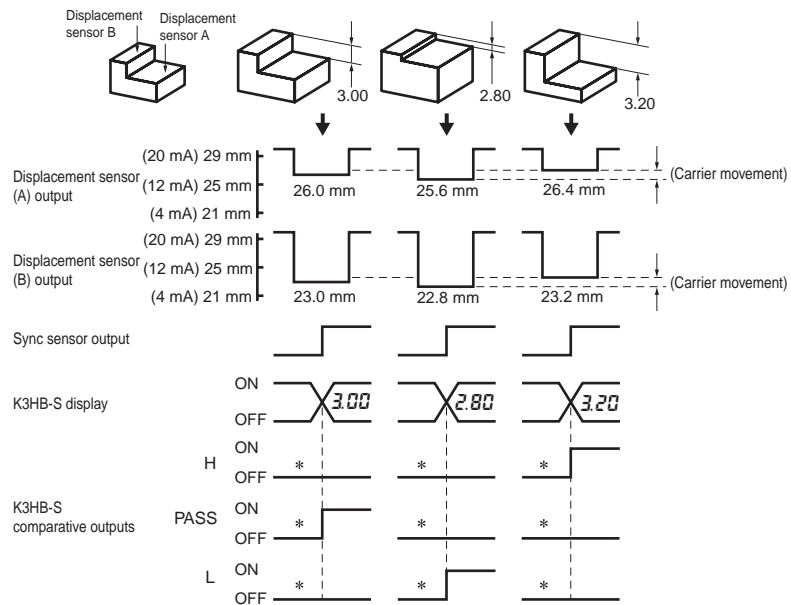 Displacement sensor B
Displacement sensor A
3.00
2.80
3.20
Displacement sensor (A) output
(20 mA) 29 mm
(12 mA) 25 mm
(4 mA) 21 mm
26.0 mm
25.6 mm
26.4 mm
(Carrier movement)
Displacement sensor (B) output
(20 mA) 29 mm
(12 mA) 25 mm
(4 mA) 21 mm
23.0 mm
22.8 mm
23.2 mm
(Carrier movement)
Sync sensor output
K3HB-S display
ON
OFF
3.00
2.80
3.20
K3HB-S comparative outputs
H
ON
OFF
* * *
PASS
ON
OFF
* * *
L
ON
OFF
* * *